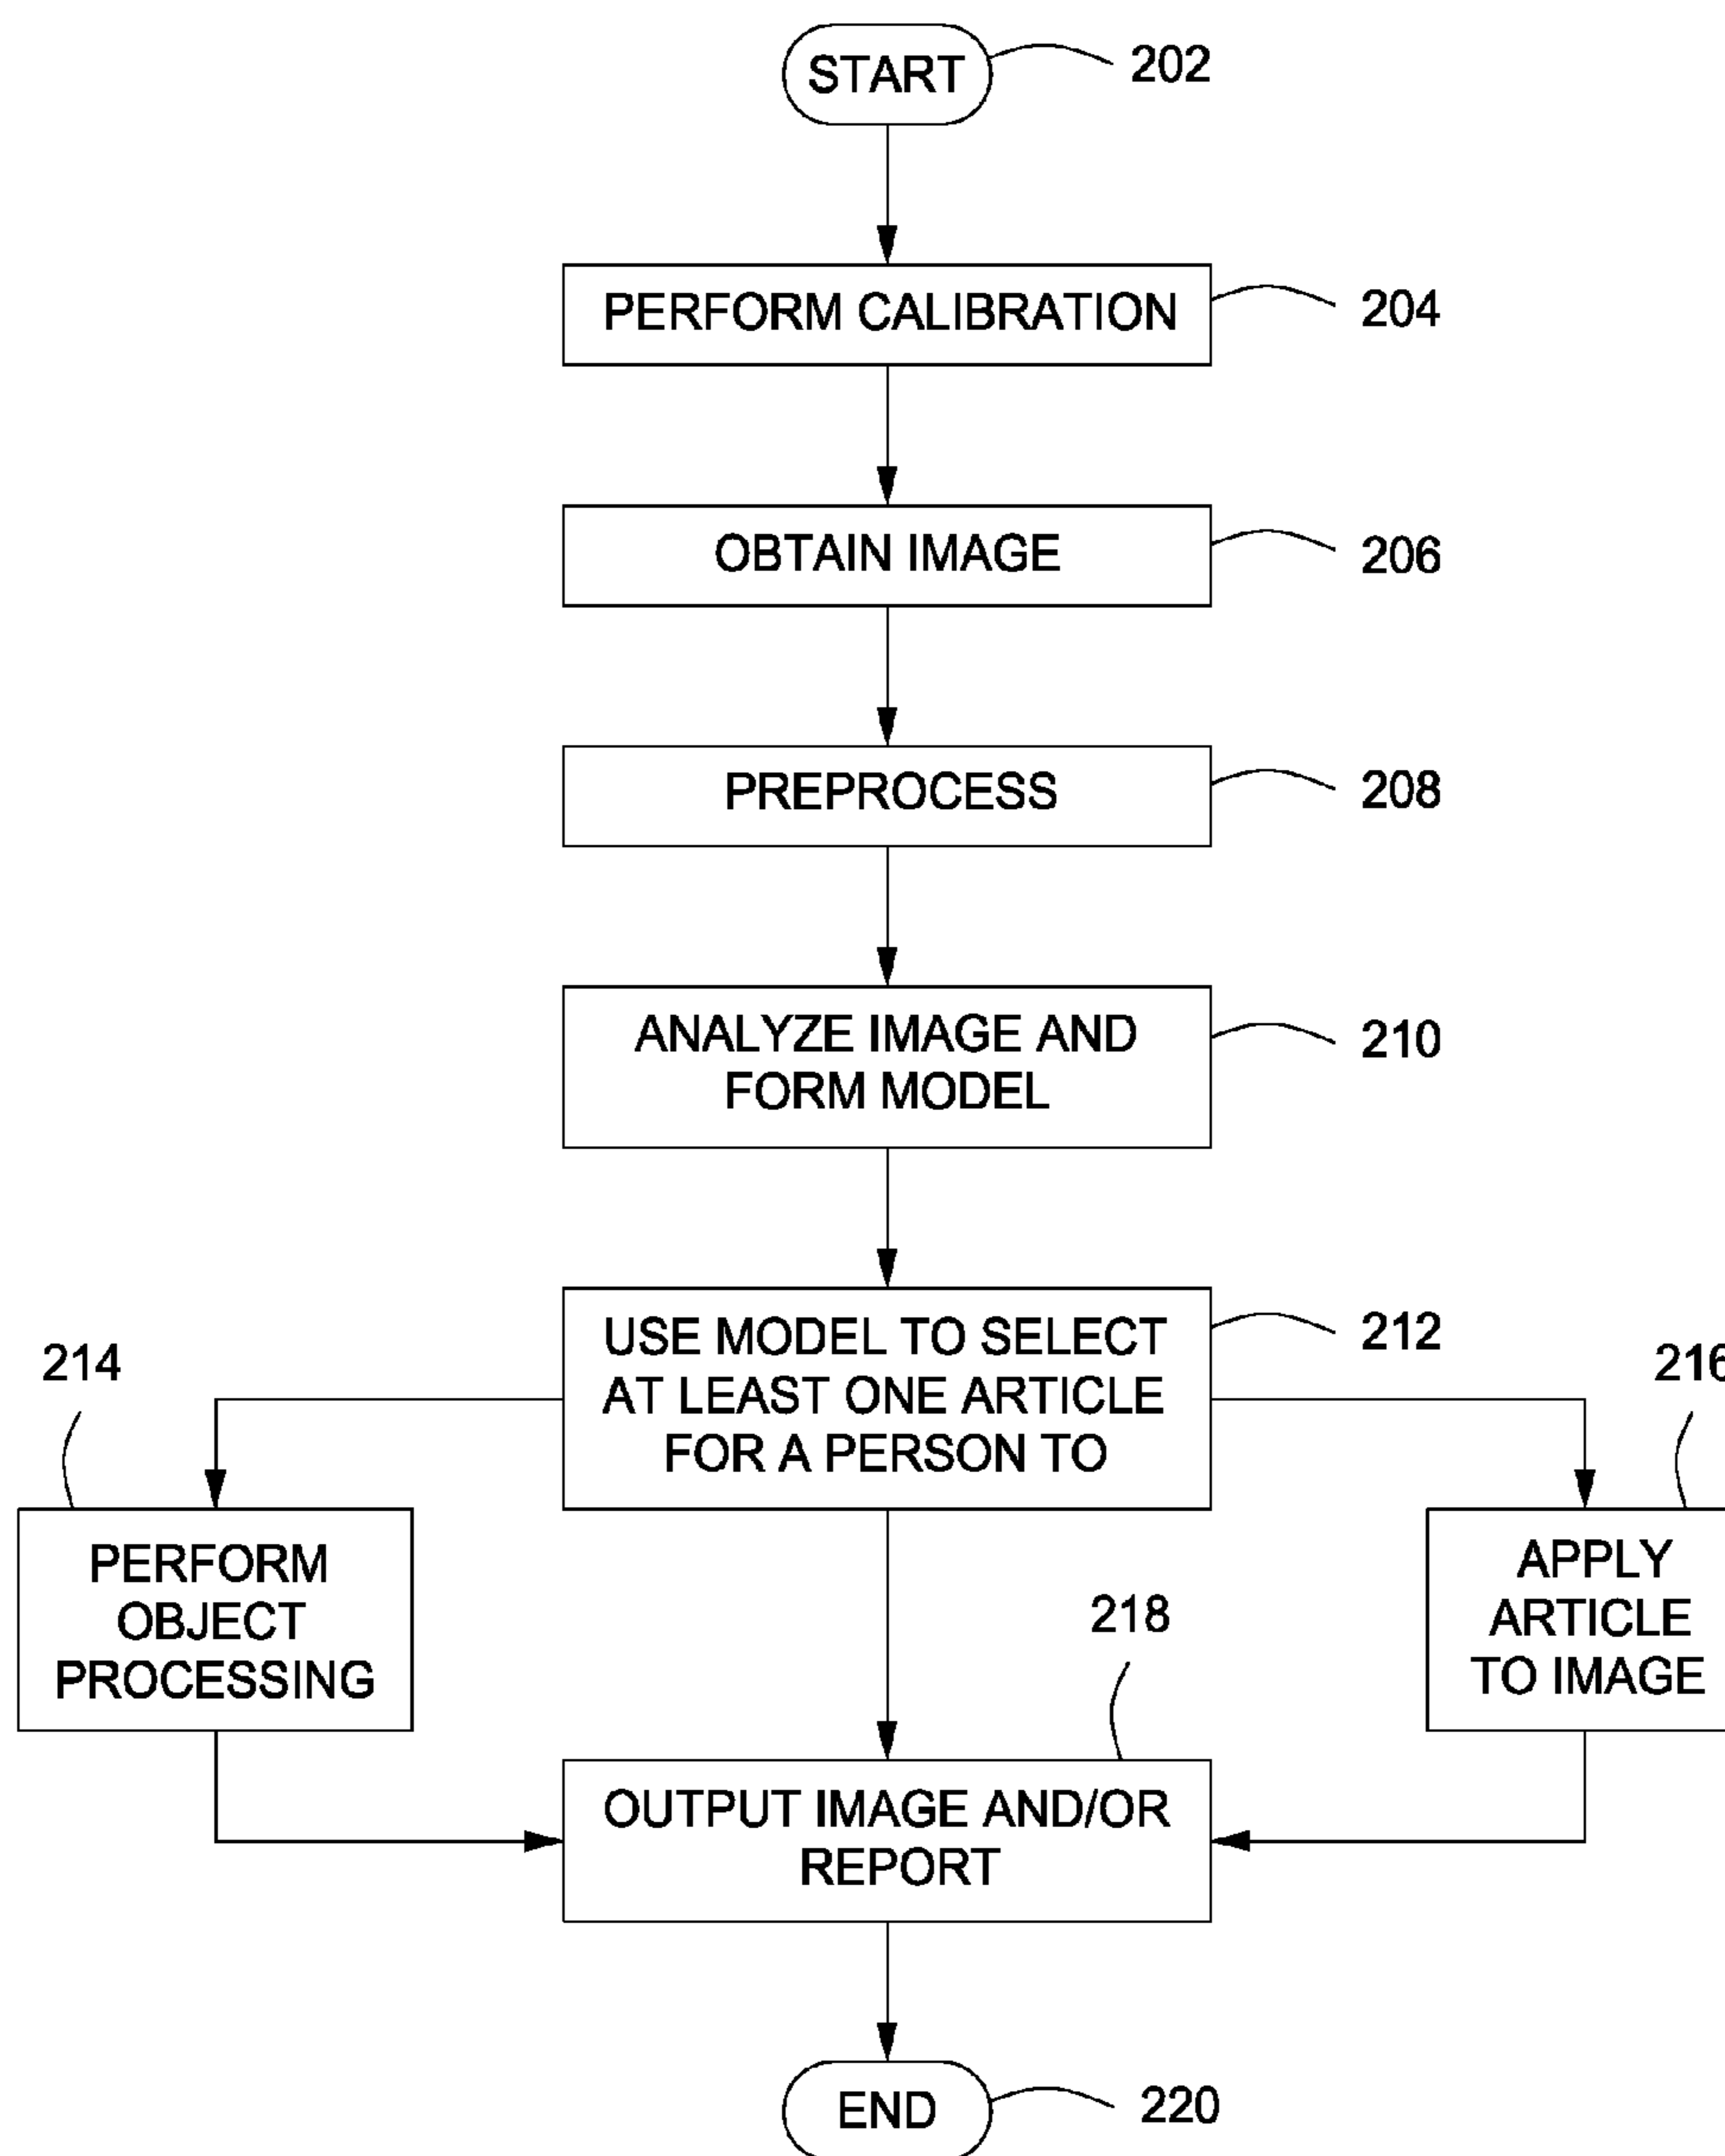 START
202
PERFORM CALIBRATION
204
OBTAIN IMAGE
206
PREPROCESS
208
ANALYZE IMAGE AND
FORM MODEL
210
USE MODEL TO SELECT
AT LEAST ONE ARTICLE
FOR A PERSON TO
212
214
216
PERFORM
OBJECT
PROCESSING
APPLY
ARTICLE
TO IMAGE
218
OUTPUT IMAGE AND/OR
REPORT
END
220